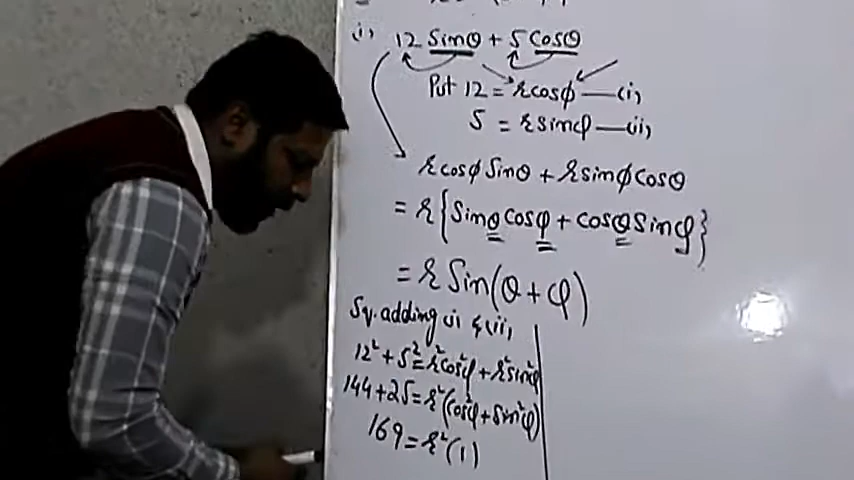 i) 12 Sinθ + 5 Cosθ
Put 12 = r cosφ —(i)
5 = r sinφ —(ii)
r cosφ Sinθ + r sinφ Cosθ
= r {Sinθ cosφ + cosθ Sinφ}
= r Sin(θ + φ)
Sq. adding (i) & (ii)
12² + 5² = r²cos²φ + r²sin²φ
144 + 25 = r²(cos²φ + sin²φ)
169 = r²(1)